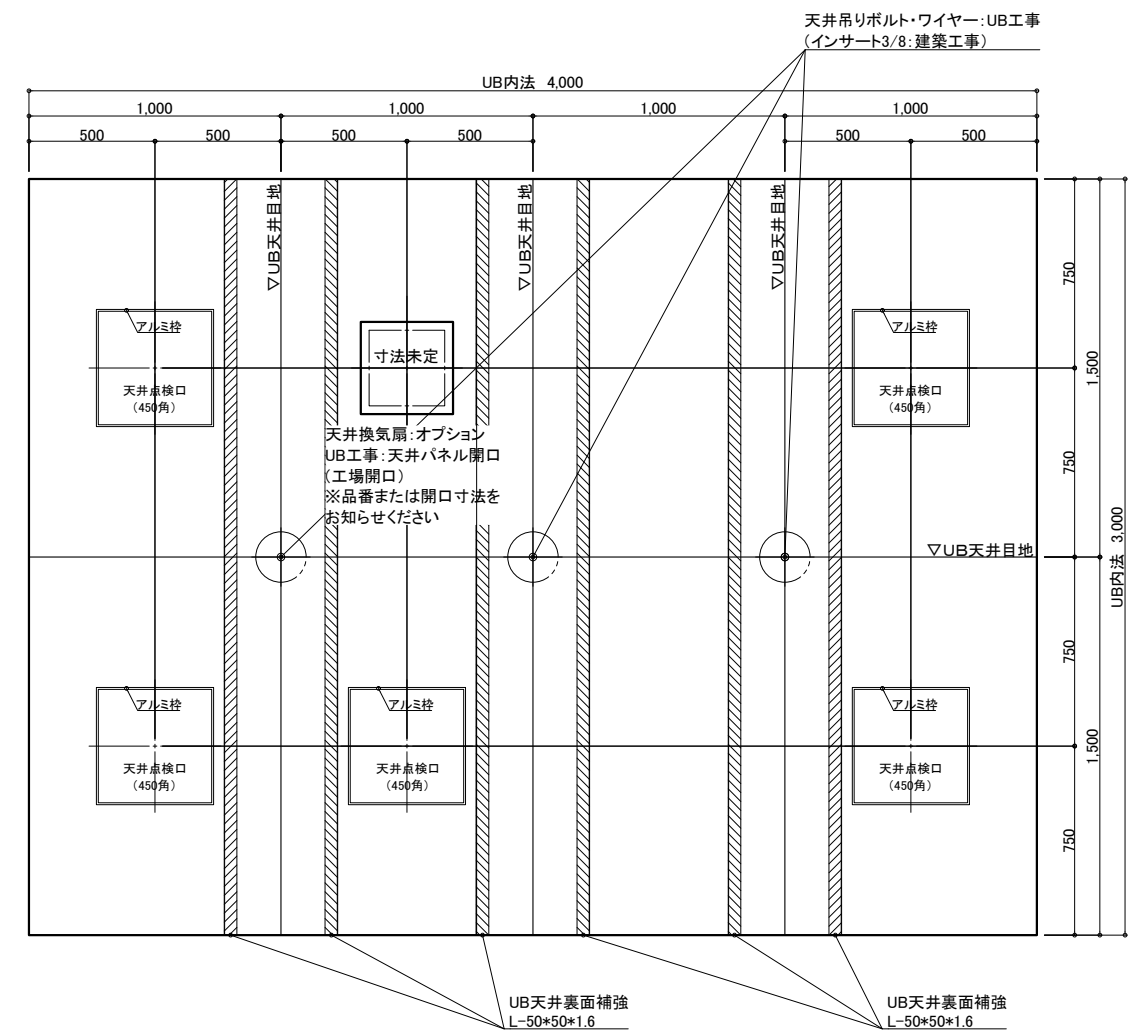 天井吊りボルト・ワイヤー:UB工事
(インサート3/8:建築工事)
UB内法 4,000
1,000
1,000
1,000
1,000
500
500
500
500
500
500
▽UB天井目地
▽UB天井目地
▽UB天井目地
750
750
1,500
UB内法 3,000
750
750
1,500
アルミ枠
天井点検口
(450角)
寸法未定
アルミ枠
天井点検口
(450角)
天井換気扇:オプション
UB工事:天井パネル開口
(工場開口)
※品番または開口寸法を
お知らせください
▽UB天井目地
アルミ枠
天井点検口
(450角)
アルミ枠
天井点検口
(450角)
アルミ枠
天井点検口
(450角)
UB天井裏面補強
L-50*50*1.6
UB天井裏面補強
L-50*50*1.6